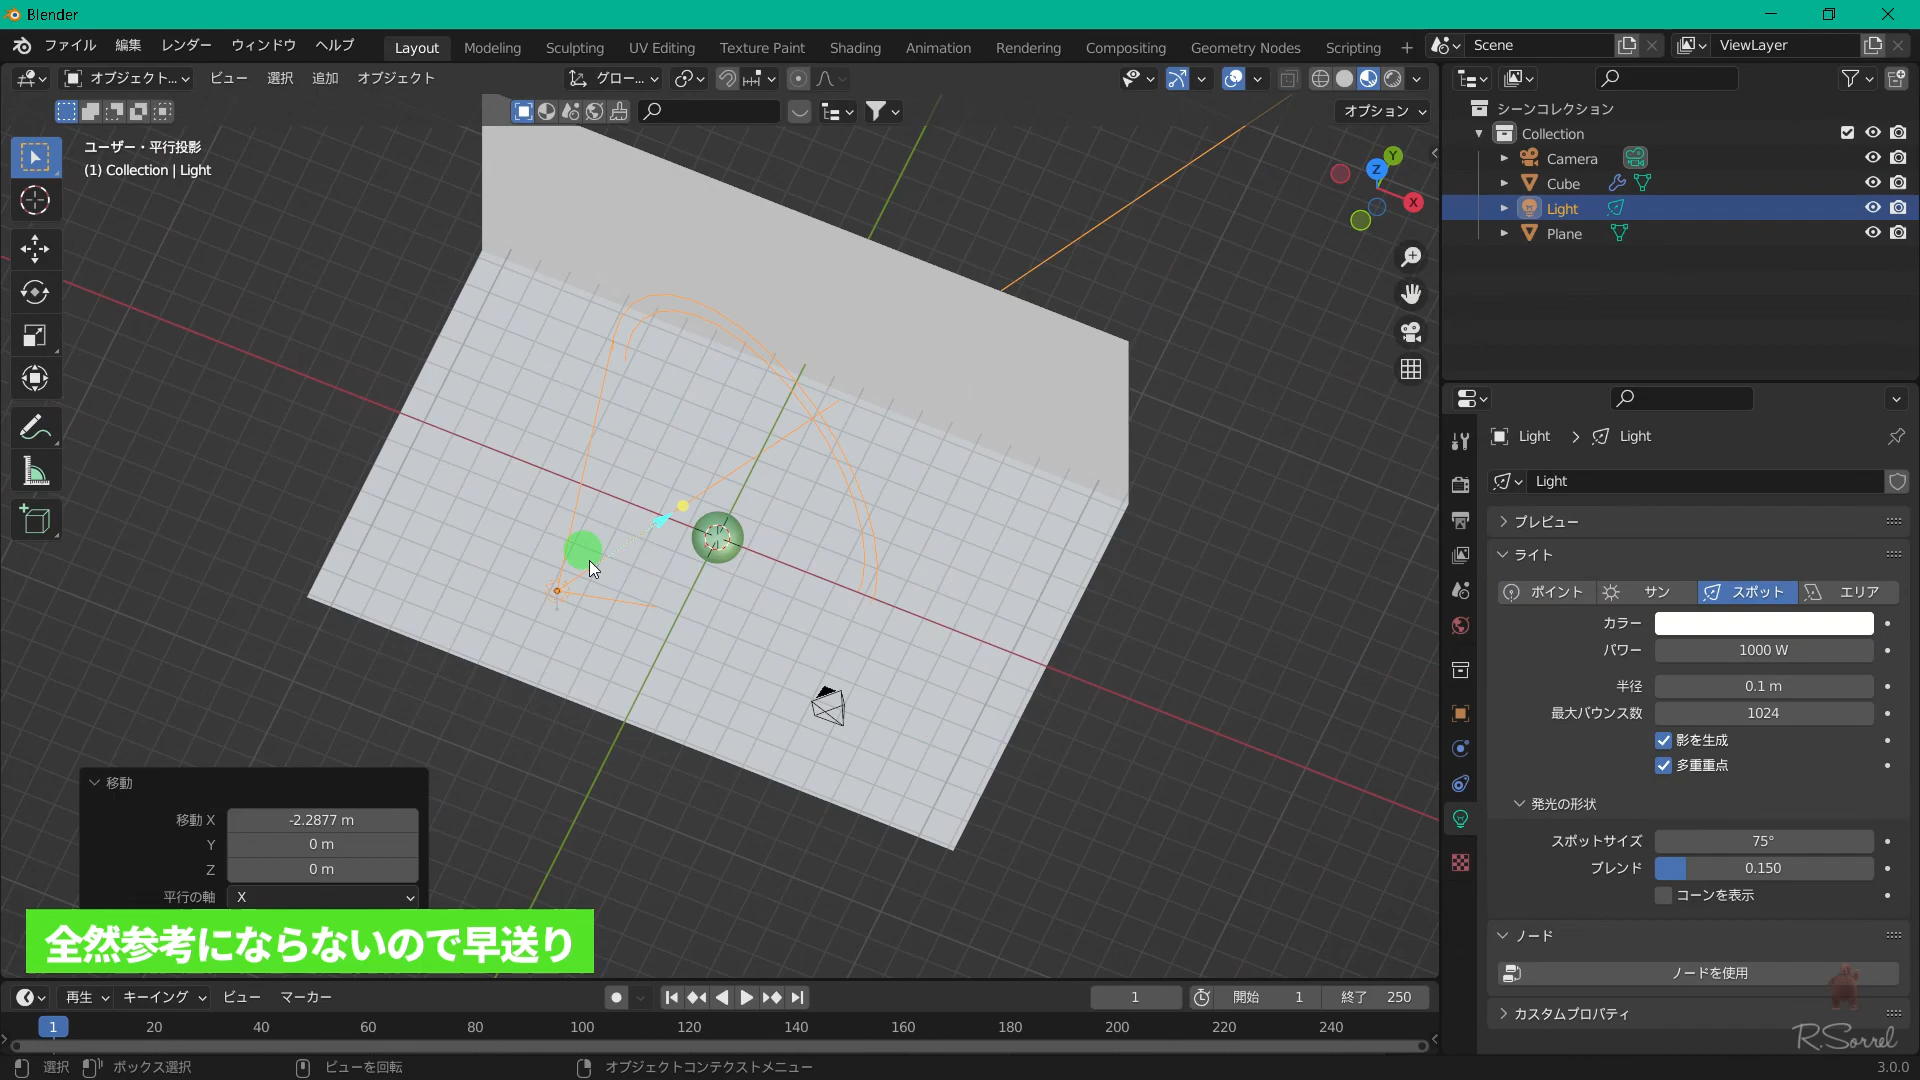 Blender
ファイル 編集 レンダー ウィンドウ ヘルプ Layout Modeling Sculpting UV Editing Texture Paint Shading Animation Rendering Compositing Geometry Nodes Scripting + Scene ViewLayer
オブジェクト... ビュー 選択 追加 オブジェクト グロー...
オプション
ユーザー・平行投影
(1) Collection | Light
Y
Z
X
シーンコレクション
Collection
Camera
Cube
Light
Plane
Light > Light
Light
プレビュー
ライト
ポイント サン スポット エリア
カラー
パワー 1000 W
半径 0.1 m
最大バウンス数 1024
影を生成
多重重点
発光の形状
スポットサイズ 75°
ブレンド 0.150
コーンを表示
ノード
ノードを使用
カスタムプロパティ
移動
移動 X -2.2877 m
Y 0 m
Z 0 m
平行の軸 X
全然参考にならないので早送り
再生 キーイング ビュー マーカー 1 開始 1 終了 250
1 20 40 60 80 100 120 140 160 180 200 220 240
選択 ボックス選択 ビューを回転 オブジェクトコンテクストメニュー 3.0.0
R.Sorrel